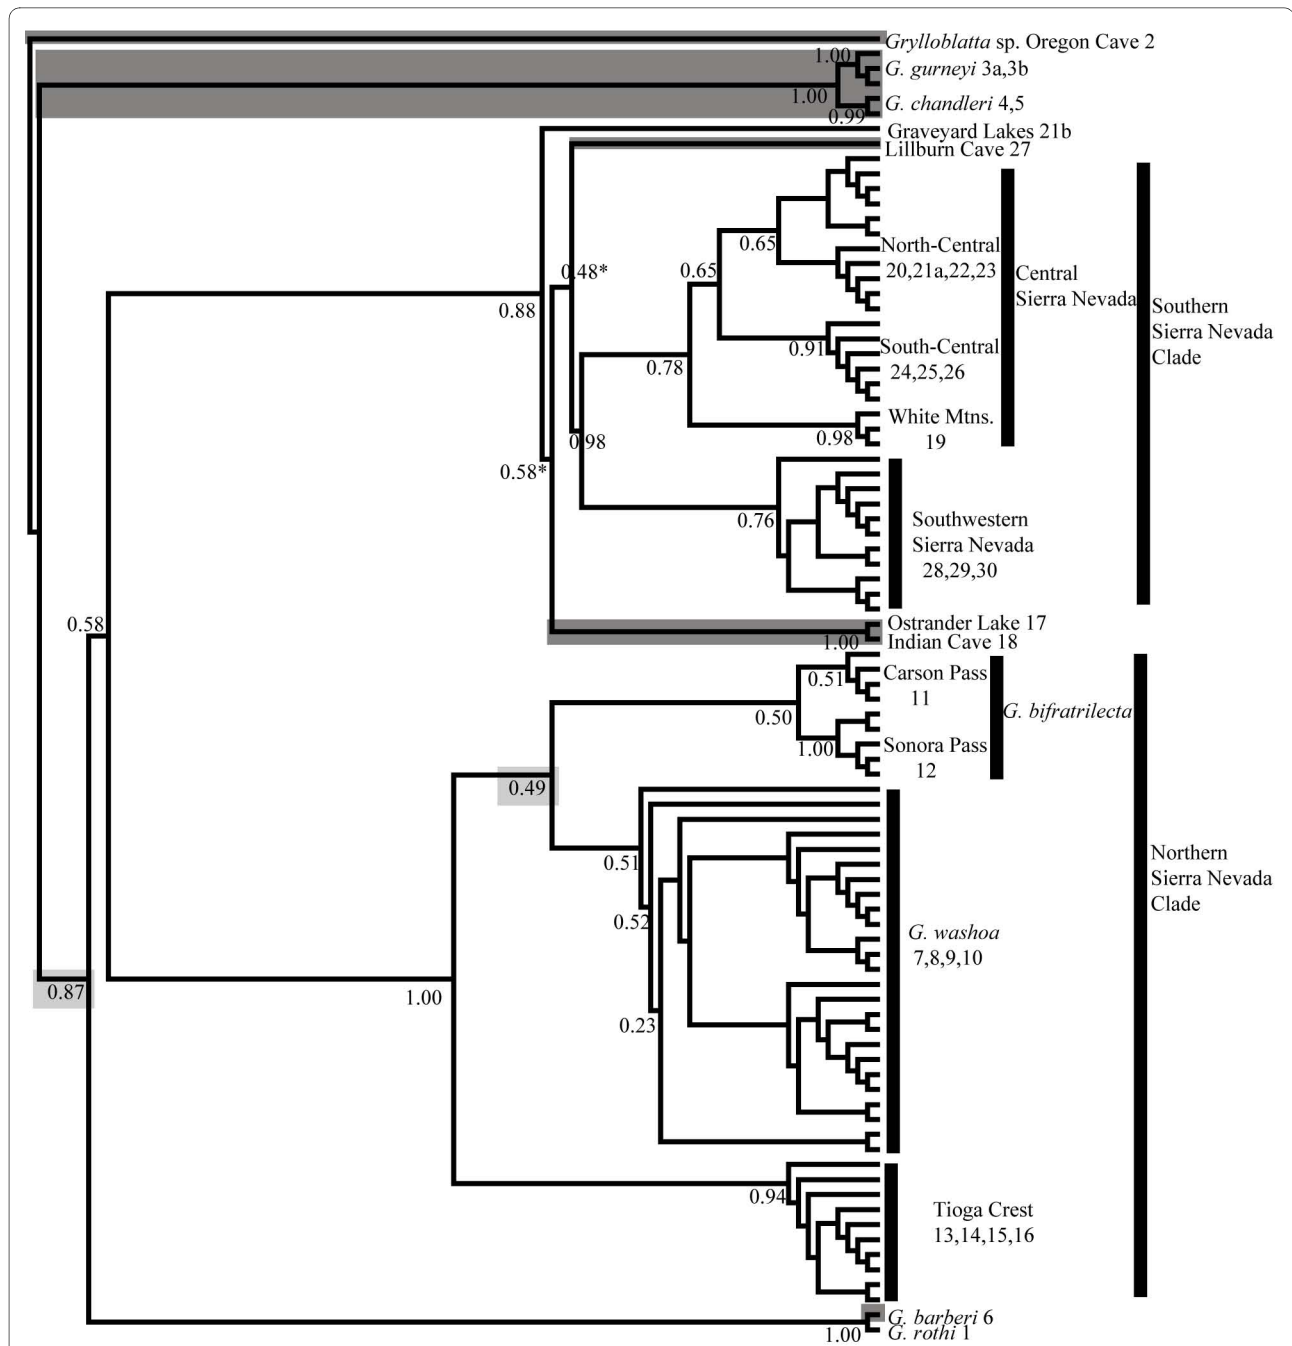 Grylloblatta sp. Oregon Cave 2
1.00
G. gurneyi 3a,3b
1.00
G. chandleri 4,5
0.99
Graveyard Lakes 21b
Lillburn Cave 27
0.65
North-Central
20,21a,22,23
0.65
0.48*
Central
Sierra Nevada
0.88
Southern
Sierra Nevada
Clade
0.91
South-Central
24,25,26
0.78
White Mtns.
19
0.98
0.98
0.58*
0.76
Southwestern
Sierra Nevada
28,29,30
0.58
Ostrander Lake 17
1.00
Indian Cave 18
0.51
Carson Pass
11
0.50
G. bifratrilecta
1.00
Sonora Pass
12
0.49
0.51
Northern
Sierra Nevada
Clade
0.52
G. washoa
7,8,9,10
0.87
1.00
0.23
0.94
Tioga Crest
13,14,15,16
G. barberi 6
1.00
G. rothi 1